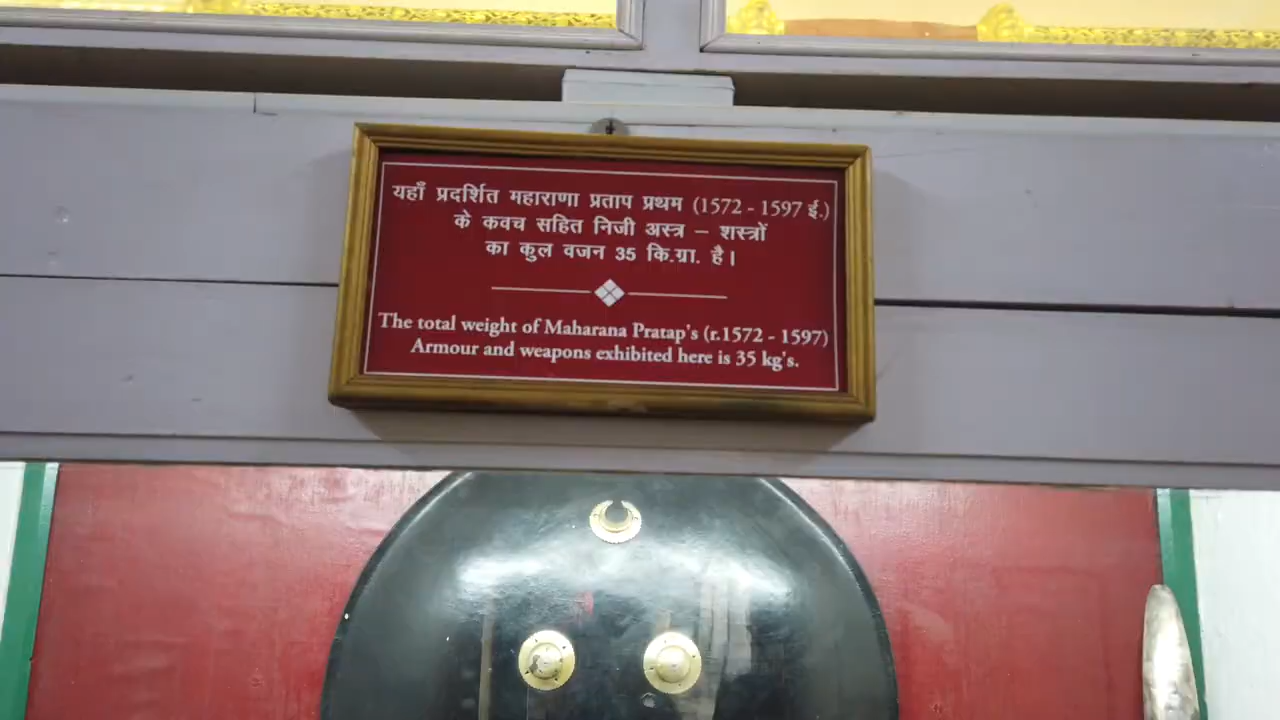 यहाँ प्रदर्शित महाराणा प्रताप प्रथम (1572 - 1597 ई.)
के कवच सहित निजी अस्त्र – शस्त्रों
का कुल वजन 35 कि.ग्रा. है।
The total weight of Maharana Pratap's (r.1572 - 1597)
Armour and weapons exhibited here is 35 kg's.